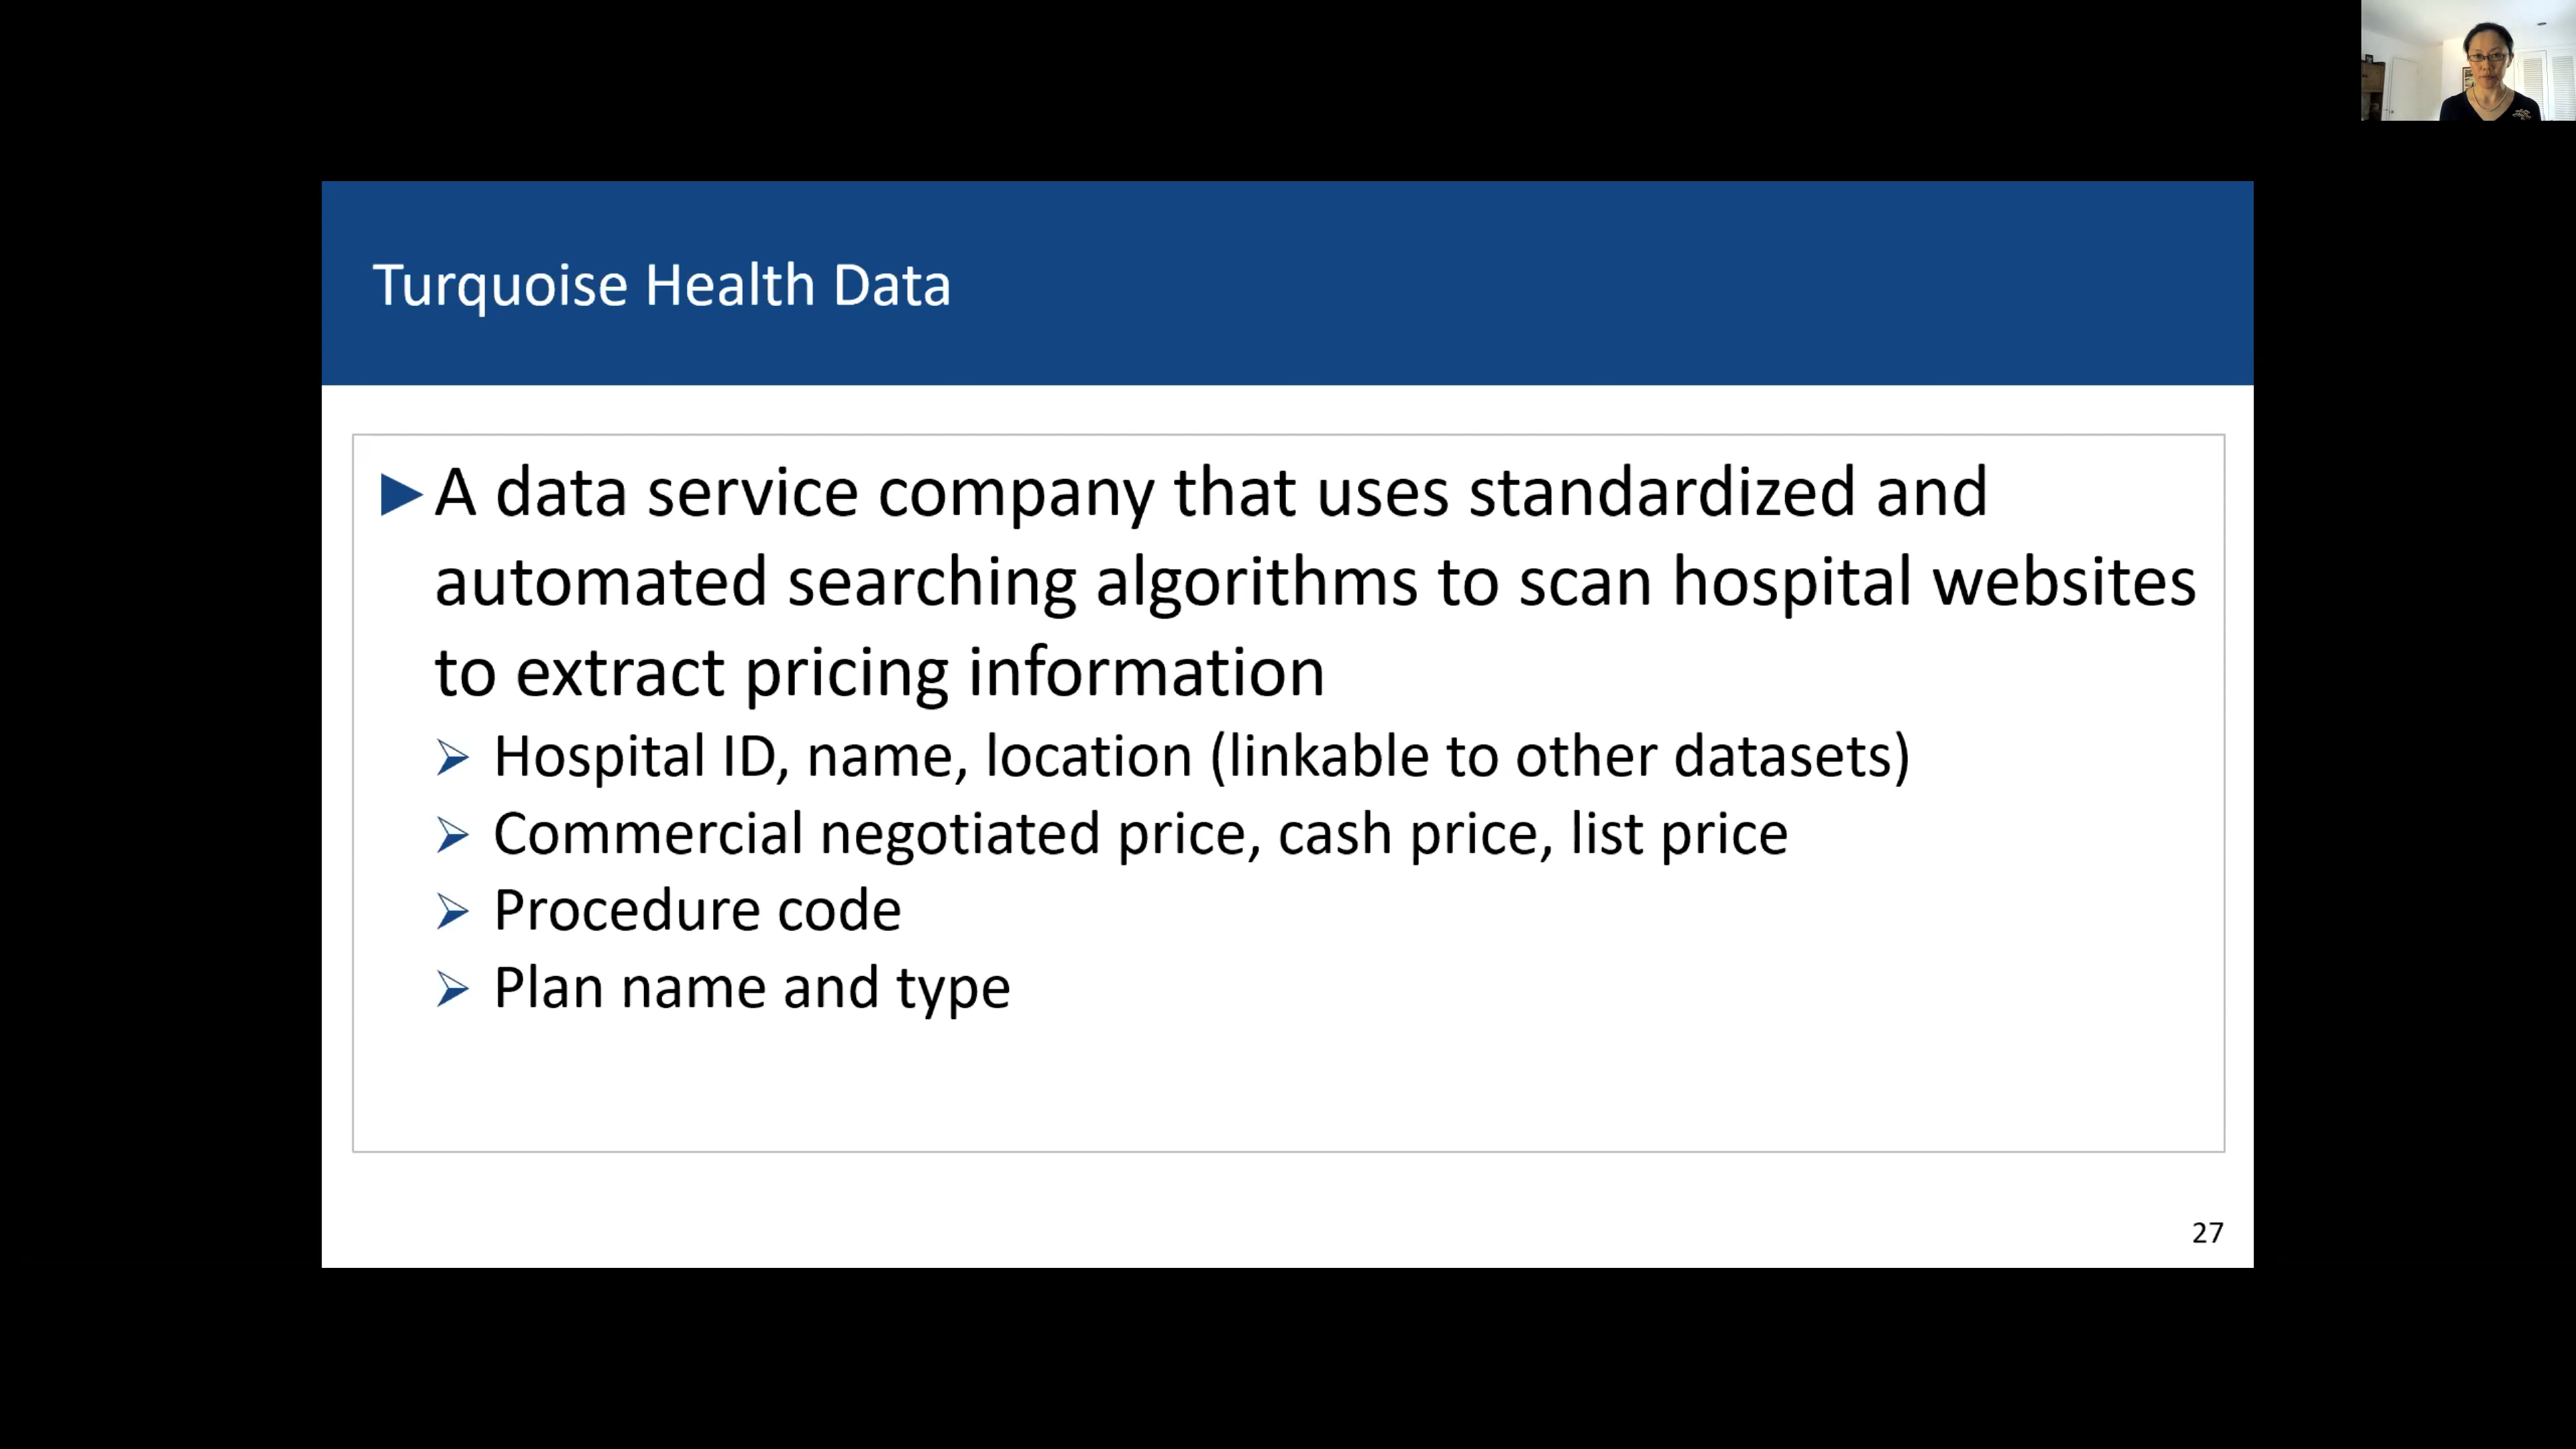 Turquoise Health Data
A data service company that uses standardized and
automated searching algorithms to scan hospital websites
to extract pricing information
Hospital ID, name, location (linkable to other datasets)
Commercial negotiated price, cash price, list price
Procedure code
Plan name and type
27